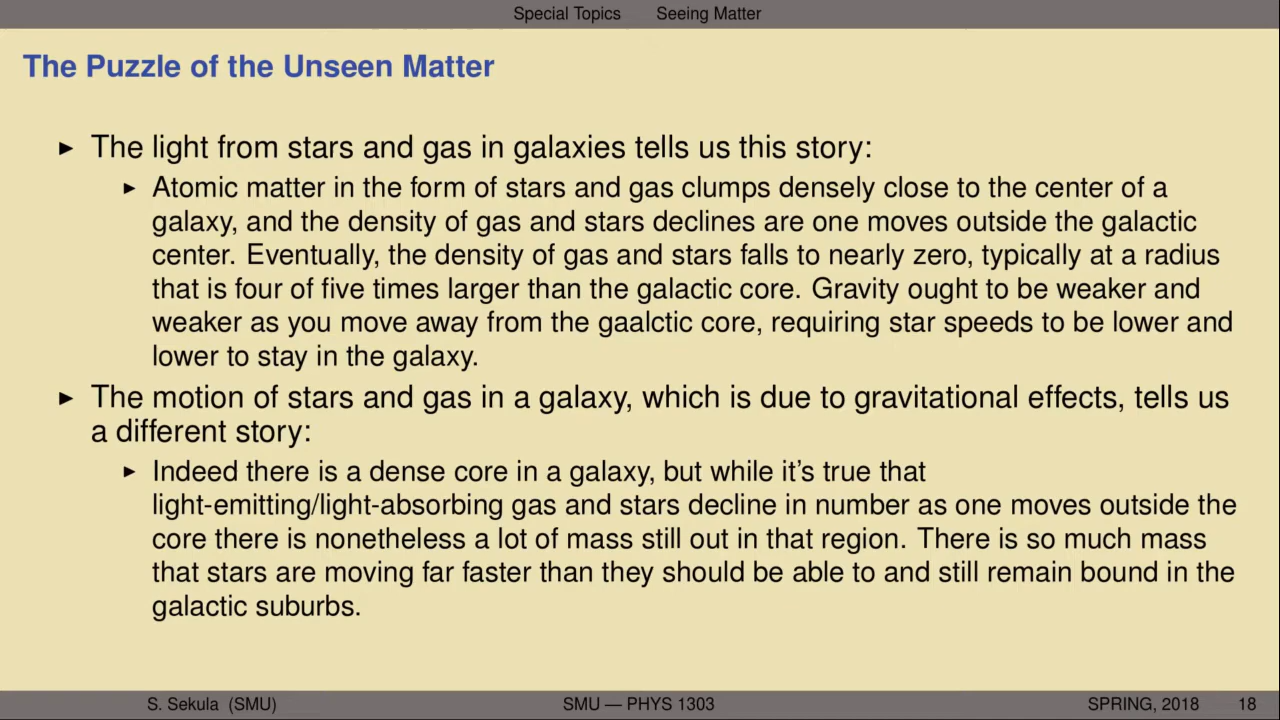 Special Topics Seeing Matter
The Puzzle of the Unseen Matter
▶ The light from stars and gas in galaxies tells us this story:
▶ Atomic matter in the form of stars and gas clumps densely close to the center of a
galaxy, and the density of gas and stars declines are one moves outside the galactic
center. Eventually, the density of gas and stars falls to nearly zero, typically at a radius
that is four of five times larger than the galactic core. Gravity ought to be weaker and
weaker as you move away from the gaalctic core, requiring star speeds to be lower and
lower to stay in the galaxy.
▶ The motion of stars and gas in a galaxy, which is due to gravitational effects, tells us
a different story:
▶ Indeed there is a dense core in a galaxy, but while it's true that
light-emitting/light-absorbing gas and stars decline in number as one moves outside the
core there is nonetheless a lot of mass still out in that region. There is so much mass
that stars are moving far faster than they should be able to and still remain bound in the
galactic suburbs.
S. Sekula (SMU) SMU — PHYS 1303 SPRING, 2018 18